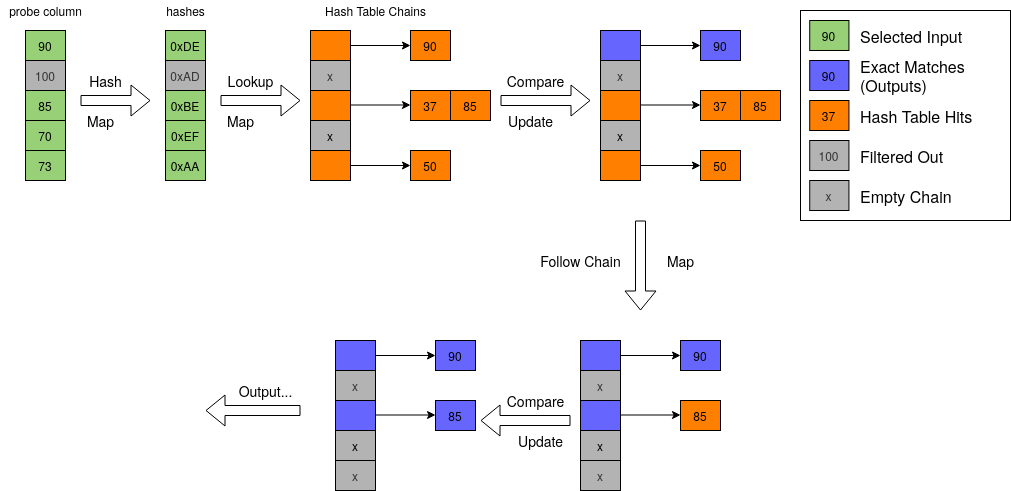 probe column
hashes
Hash Table Chains
90
100
85
70
73
Hash
Map
0xDE
0xAD
0xBE
0xEF
0xAA
Lookup
Map
90
x
37 85
x
50
Compare
Update
90
x
37 85
x
50
90 Selected Input
90 Exact Matches
(Outputs)
37 Hash Table Hits
100 Filtered Out
x Empty Chain
Follow Chain Map
90
x
85
x
x
Compare
Update
90
x
85
x
x
Output...